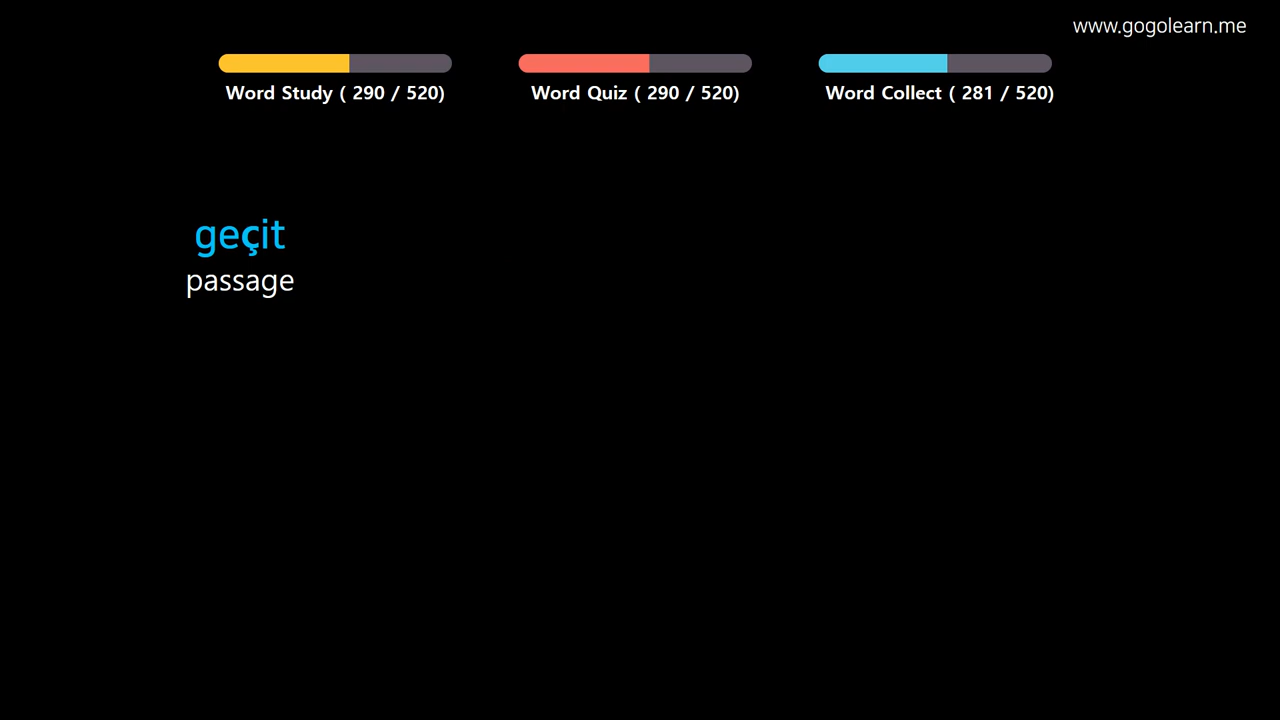 www.gogolearn.me
Word Study ( 290 / 520)
Word Quiz ( 290 / 520)
Word Collect ( 281 / 520)
geçit
passage